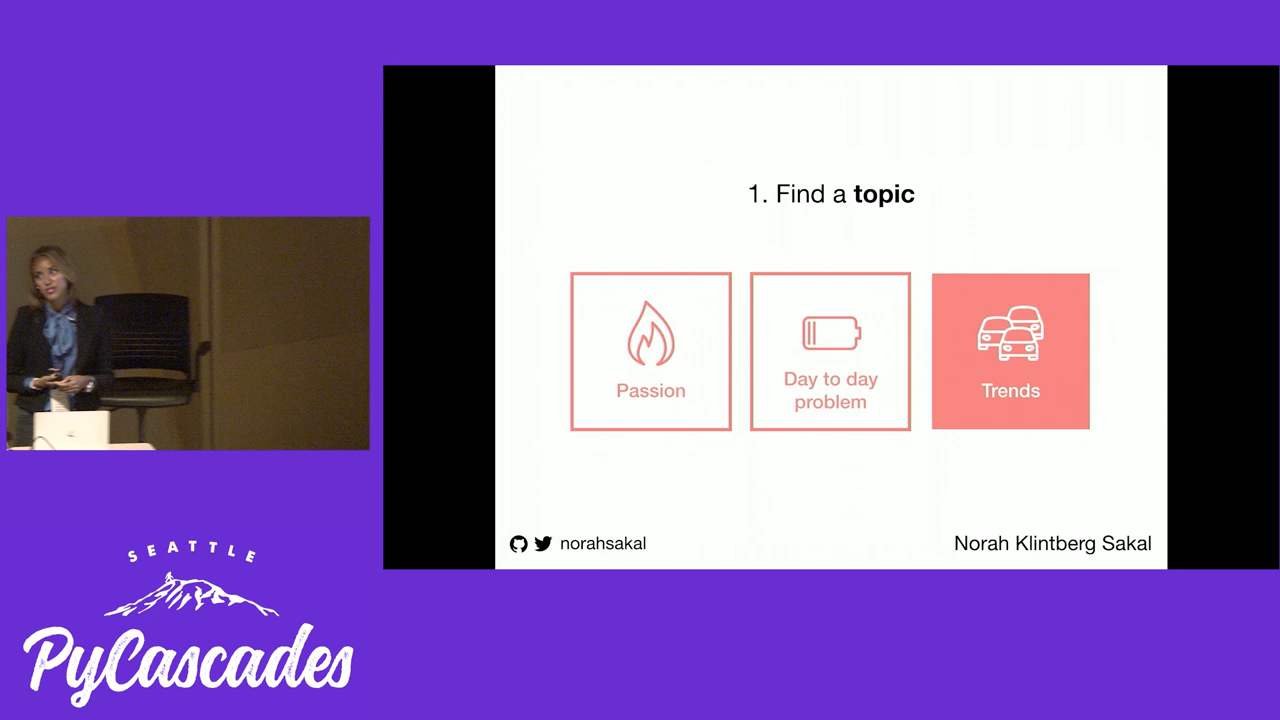 1. Find a topic
Passion
Day to day
problem
Trends
norahsakal
Norah Klintberg Sakal
SEATTLE
PyCascades